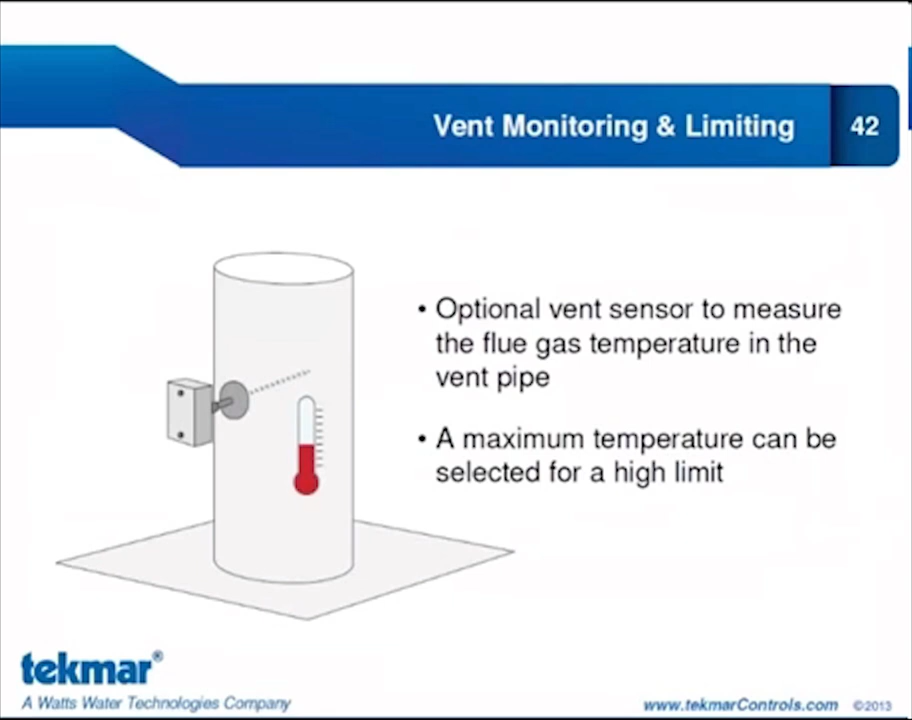 Vent Monitoring & Limiting
42
• Optional vent sensor to measure
the flue gas temperature in the
vent pipe
• A maximum temperature can be
selected for a high limit
tekmar®
A Watts Water Technologies Company
www.tekmarControls.com ©2013